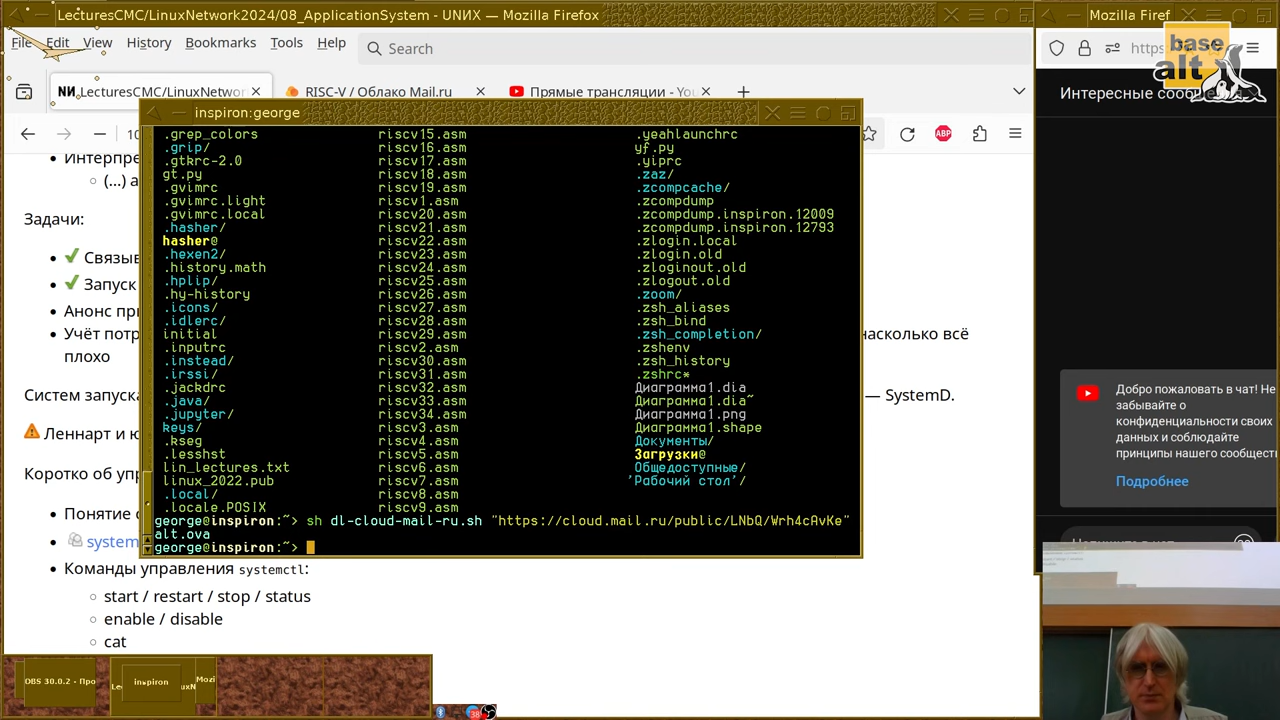 LecturesCMC/LinuxNetwork2024/08_ApplicationSystem - UNИX — Mozilla Firefox
Mozilla Firef
File Edit View History Bookmarks Tools Help
Search
https
base
alt
LecturesCMC/LinuxNetwor
RISC-V / Облако Mail.ru
Прямые трансляции - You
Интересные сооб
inspiron:george
Интерпре
(...) а
Задачи:
Связыв
Запуск
Анонс при
Учёт потр
насколько всё
плохо
Систем запуска
— SystemD.
Леннарт и ю
Коротко об упр
Понятие с
system
Команды управления systemctl:
start / restart / stop / status
enable / disable
cat
.grep_colors riscv15.asm .yeahlaunchrc
.grip/ riscv16.asm yf.py
.gtkrc-2.0 riscv17.asm .yiprc
gt.py riscv18.asm .zaz/
.gvimrc riscv19.asm .zcompcache/
.gvimrc.light riscv1.asm .zcompdump
.gvimrc.local riscv20.asm .zcompdump.inspiron.12009
.hasher/ riscv21.asm .zcompdump.inspiron.12793
hasher@ riscv22.asm .zlogin.local
.hexen2/ riscv23.asm .zlogin.old
.history.math riscv24.asm .zloginout.old
.hplip/ riscv25.asm .zlogout.old
.hy-history riscv26.asm .zoom/
.icons/ riscv27.asm .zsh_aliases
.idlerc/ riscv28.asm .zsh_bind
initial riscv29.asm .zsh_completion/
.inputrc riscv2.asm .zshenv
.instead/ riscv30.asm .zsh_history
.irssi/ riscv31.asm .zshrc*
.jackdrc riscv32.asm Диаграмма1.dia
.java/ riscv33.asm Диаграмма1.dia~
.jupyter/ riscv34.asm Диаграмма1.png
keys/ riscv3.asm Диаграмма1.shape
.kseg riscv4.asm Документы/
.lesshst riscv5.asm Загрузки@
lin_lectures.txt riscv6.asm Общедоступные/
linux_2022.pub riscv7.asm 'Рабочий стол'/
.local/ riscv8.asm
.locale.POSIX riscv9.asm
george@inspiron:~> sh dl-cloud-mail-ru.sh "https://cloud.mail.ru/public/LNbQ/Wrh4cAvKe"
alt.ova
george@inspiron:~>
Добро пожаловать в чат! Не
забывайте о
конфиденциальности своих
данных и соблюдайте
принципы нашего сообщест
Подробнее
OBS 30.0.2 - Про
inspiron
Mozi
38